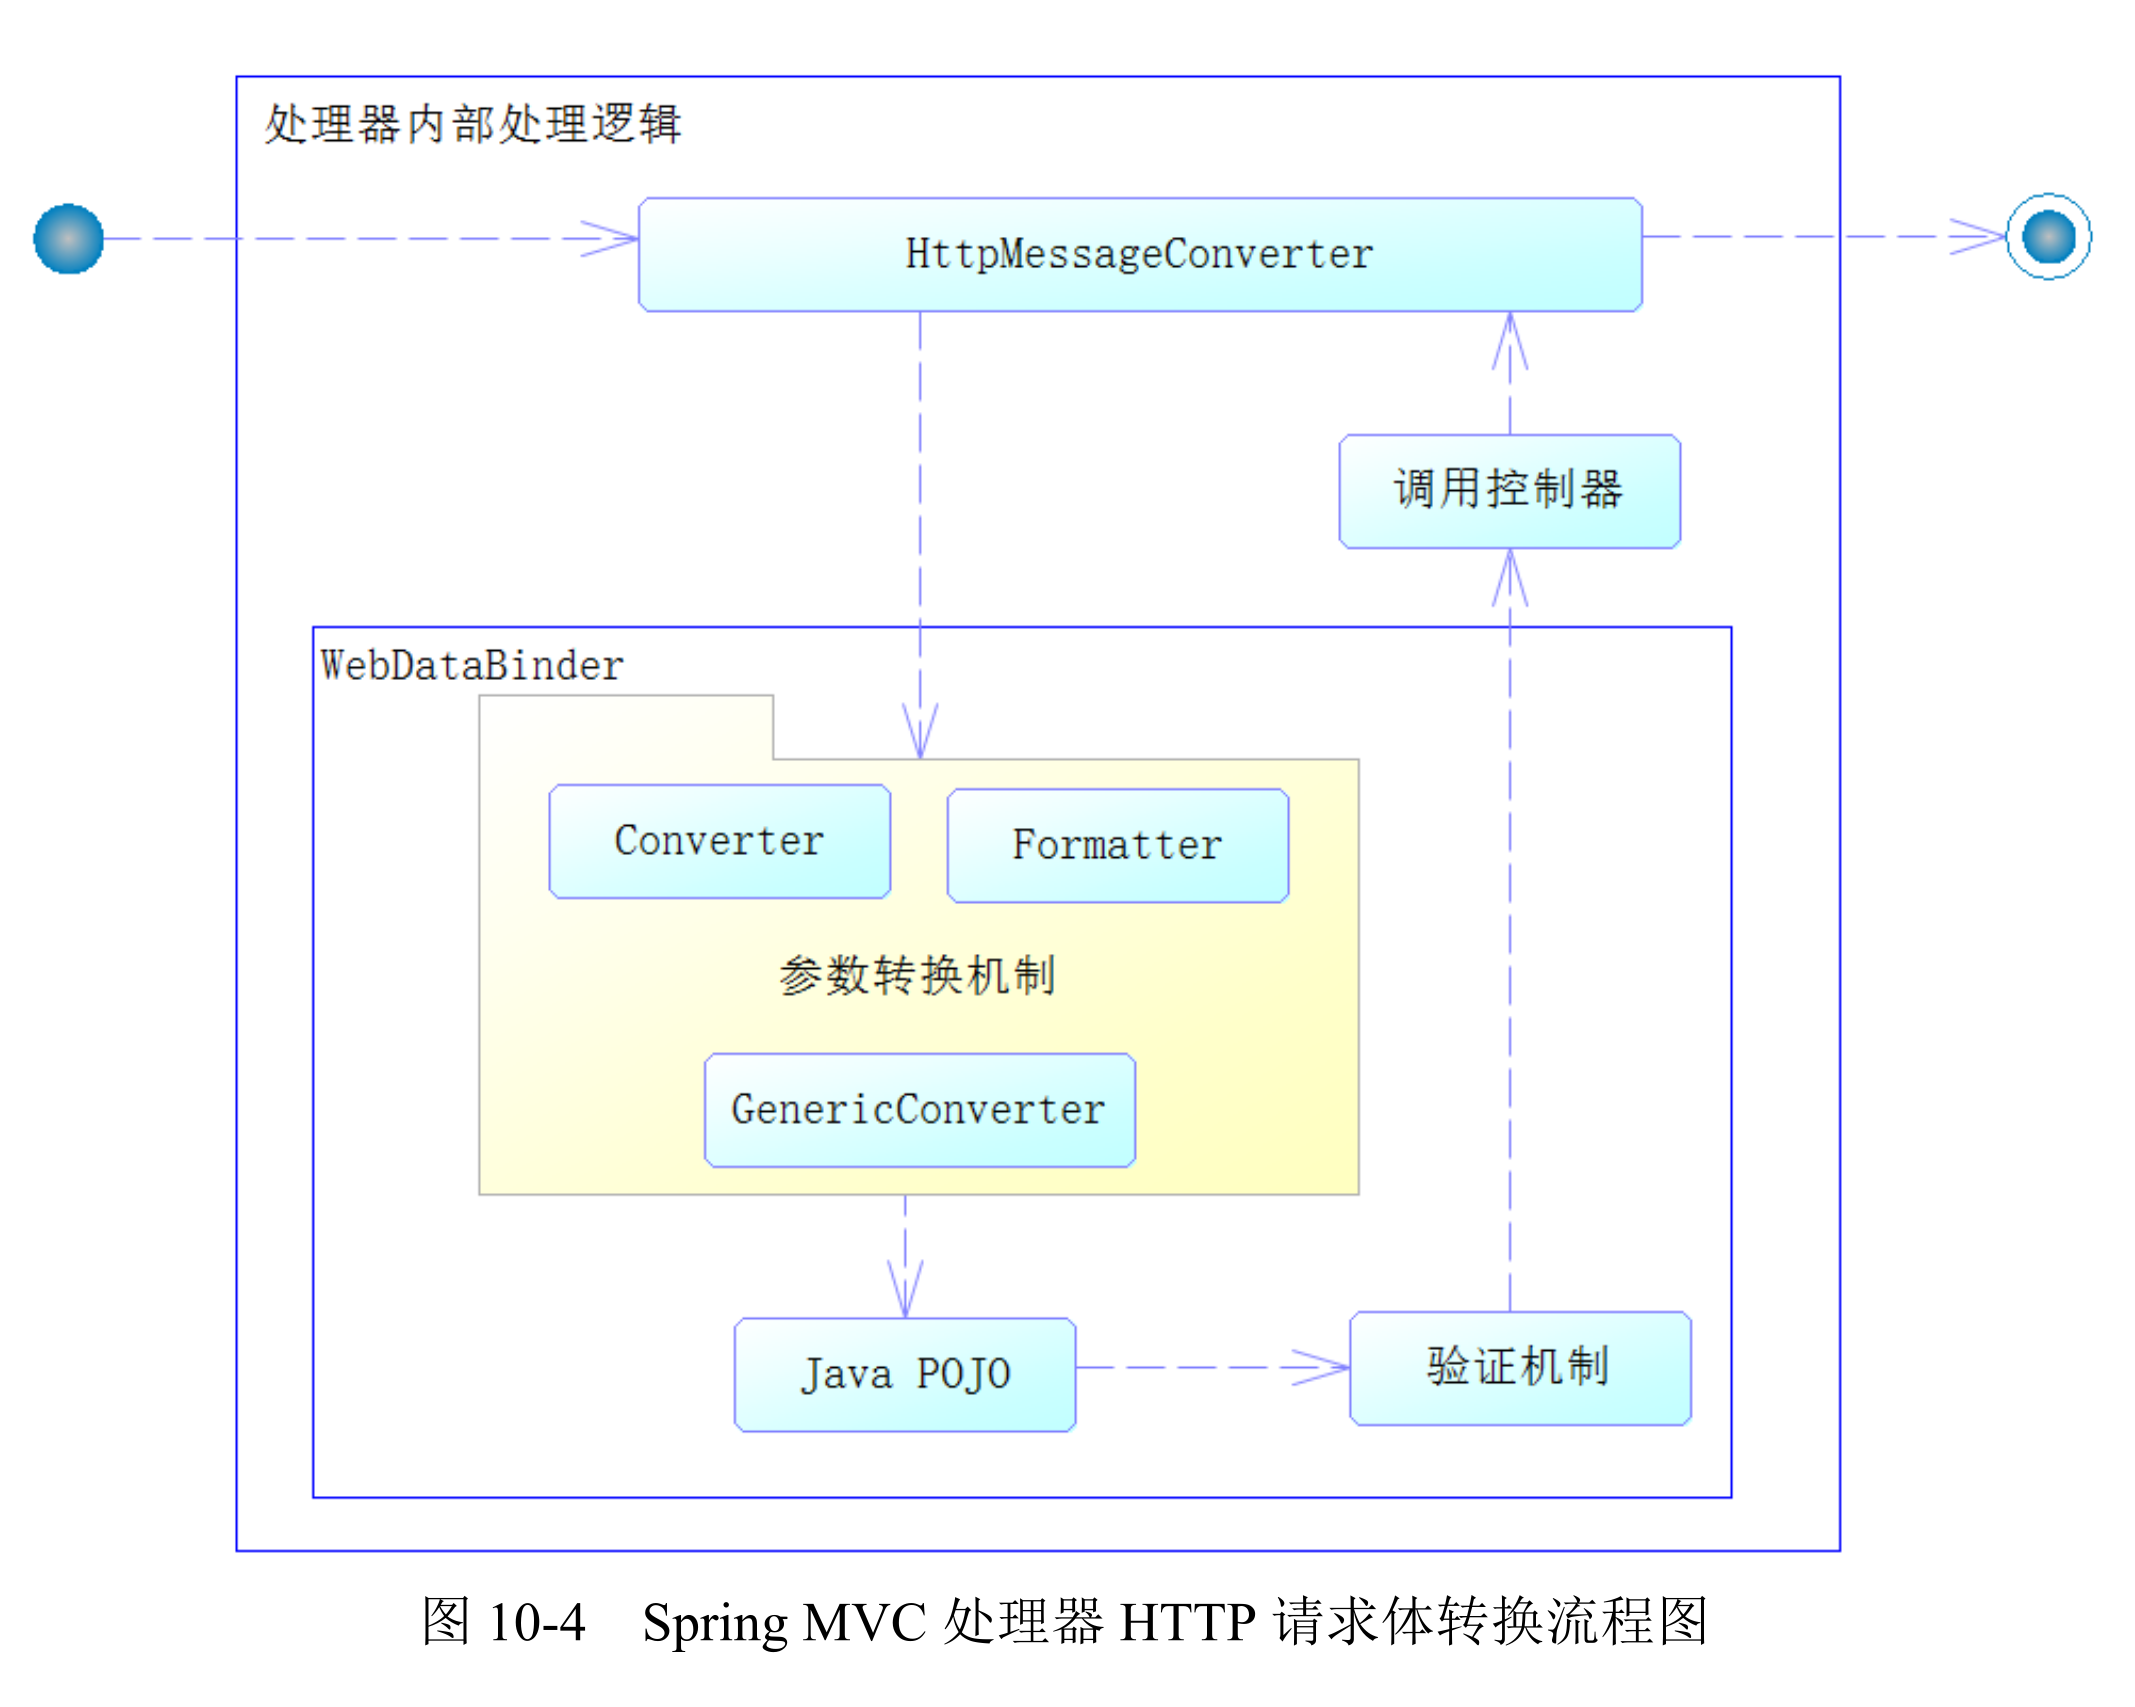 处理器内部处理逻辑
HttpMessageConverter
调用控制器
WebDataBinder
Converter
Formatter
参数转换机制
GenericConverter
Java POJO
验证机制
图 10-4 Spring MVC 处理器 HTTP 请求体转换流程图